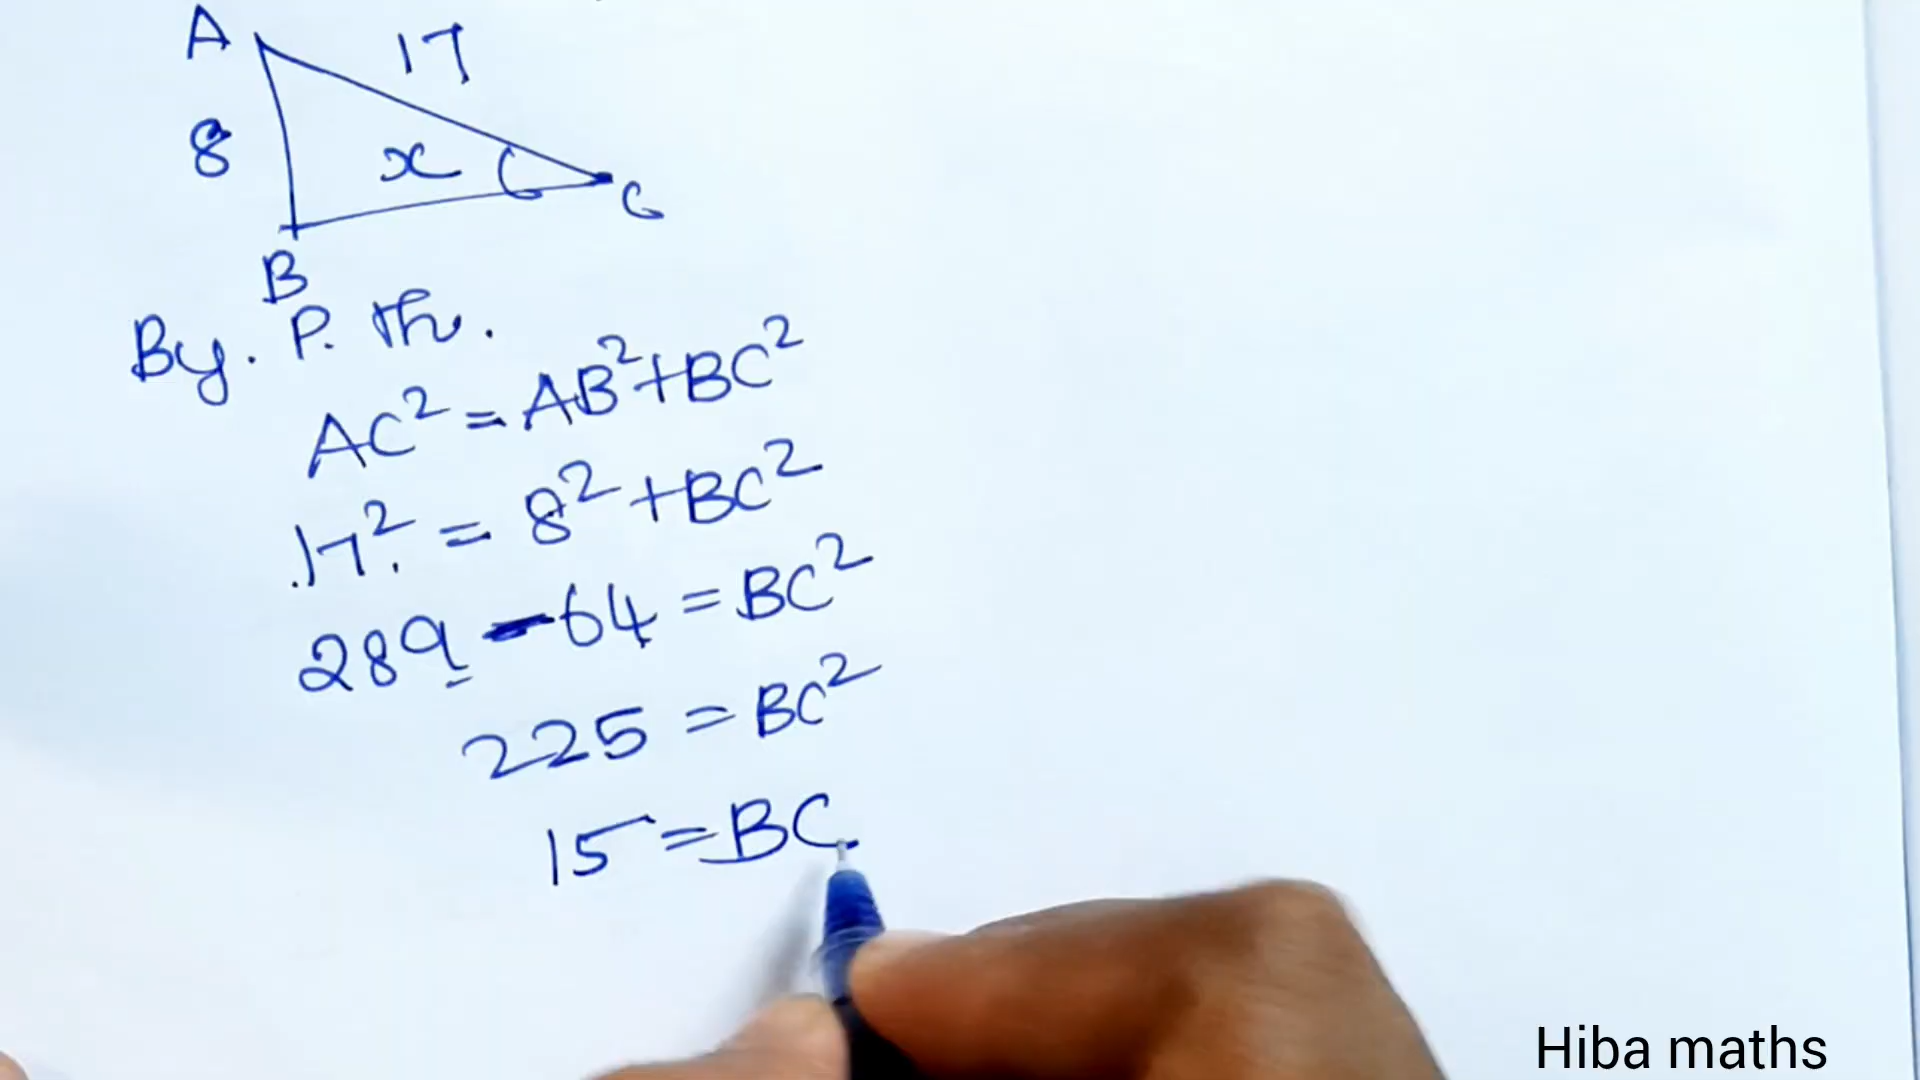 A
17
8
x
C
B
By. P. Th.
AC² = AB² + BC²
17² = 8² + BC²
289 - 64 = BC²
225 = BC²
15 = BC
Hiba maths